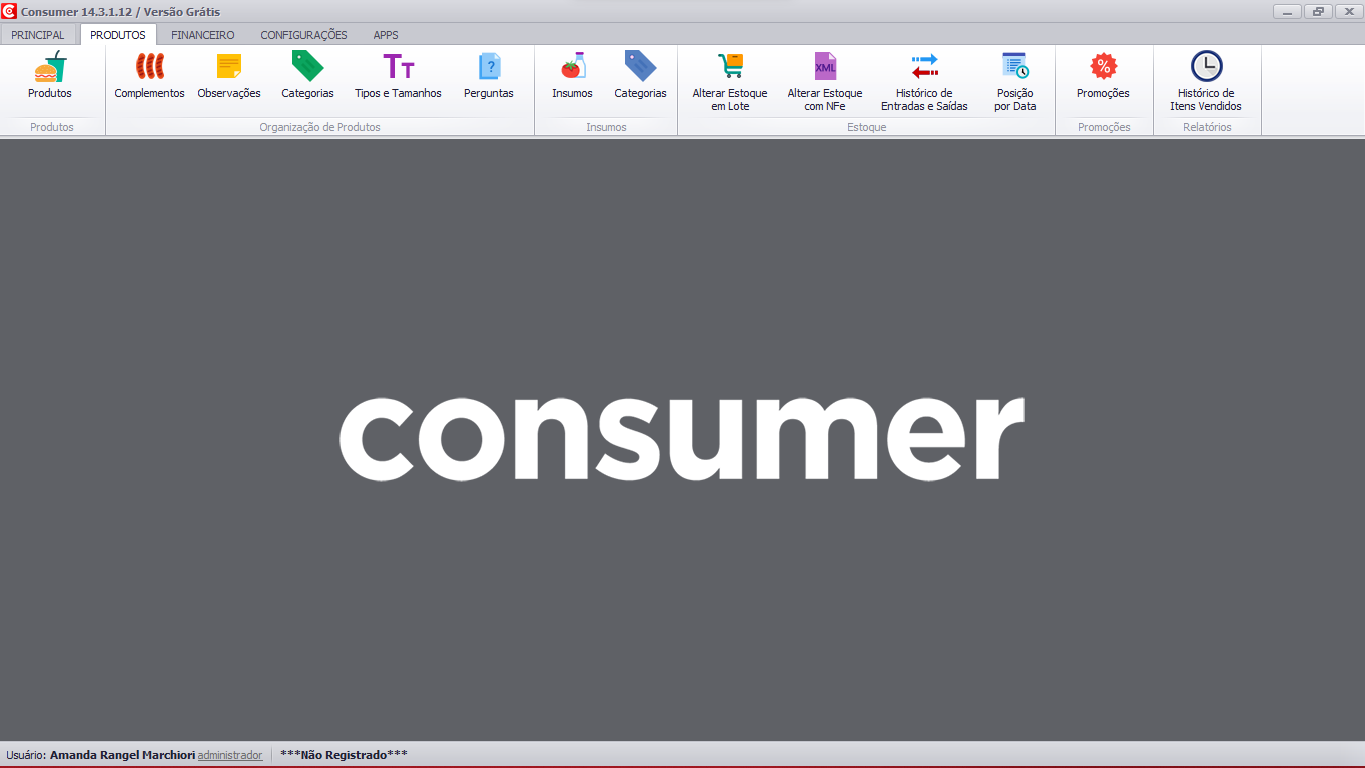 Consumer 14.3.1.12 / Versão Grátis
PRINCIPAL PRODUTOS FINANCEIRO CONFIGURAÇÕES APPS
Produtos
Complementos
Observações
Categorias
Tipos e Tamanhos
Perguntas
Insumos
Categorias
Alterar Estoque
em Lote
XML
Alterar Estoque
com NFe
Histórico de
Entradas e Saídas
Posição
por Data
%
Promoções
Histórico de
Itens Vendidos
Produtos
Organização de Produtos
Insumos
Estoque
Promoções
Relatórios
consumer
Usuário: Amanda Rangel Marchiori administrador ***Não Registrado***